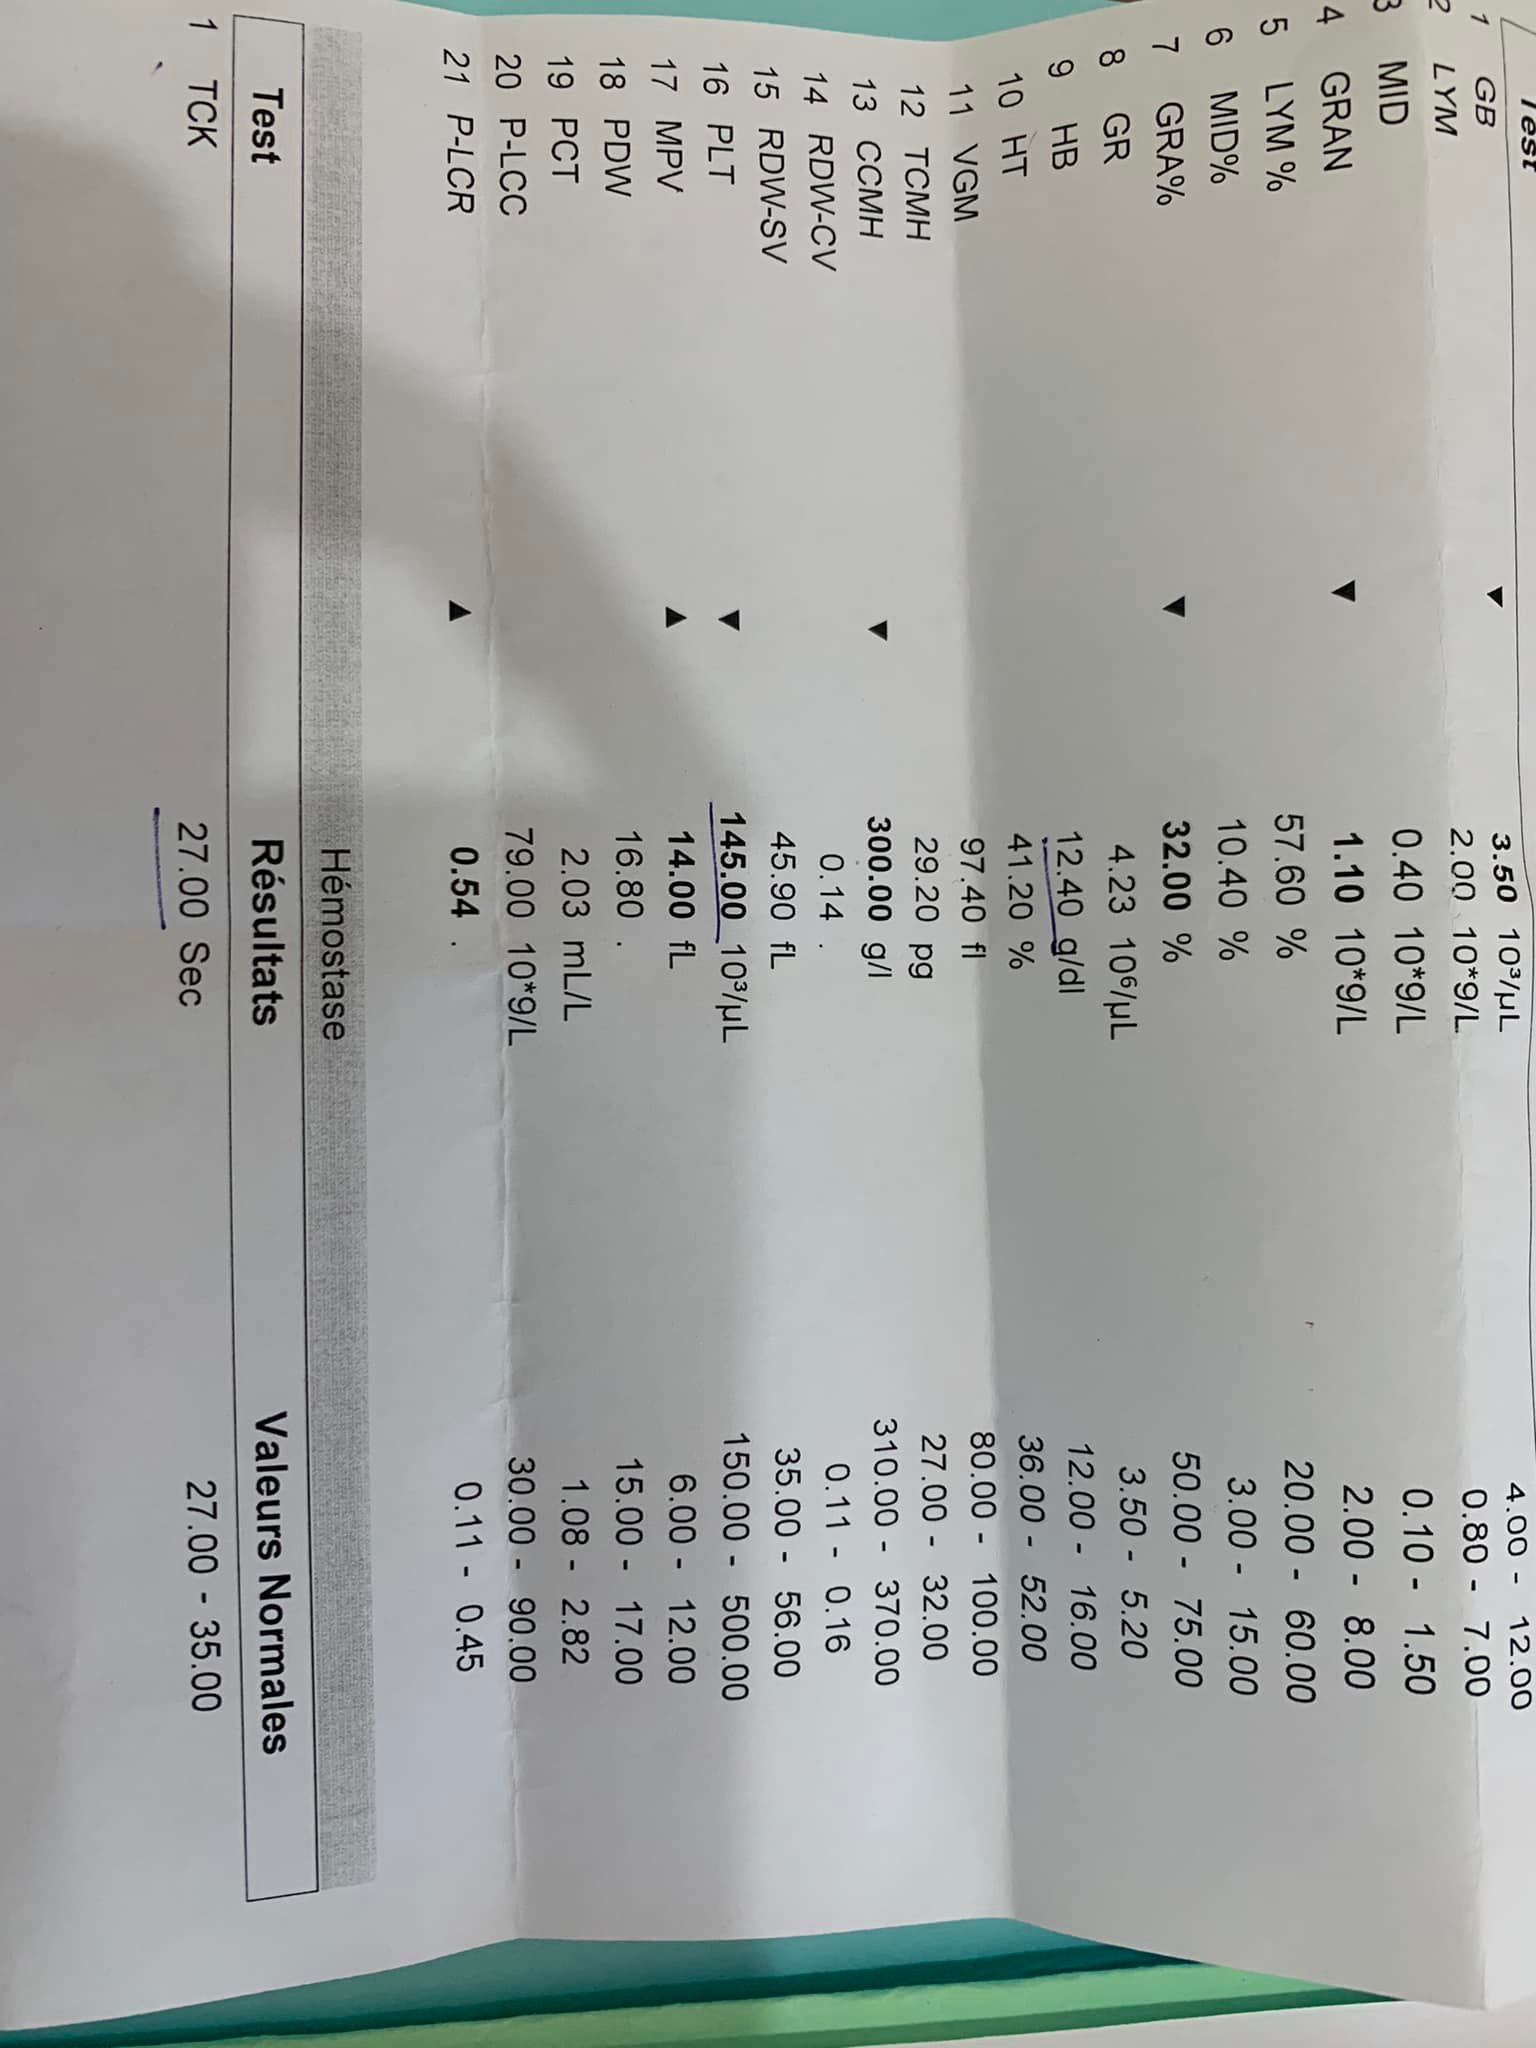 Test
1 GB ▼ 3.50 10³/µL 4.00 - 12.00
2 LYM 2.00 10*9/L 0.80 - 7.00
3 MID 0.40 10*9/L 0.10 - 1.50
4 GRAN ▼ 1.10 10*9/L 2.00 - 8.00
5 LYM % 57.60 % 20.00 - 60.00
6 MID% 10.40 % 3.00 - 15.00
7 GRA% ▼ 32.00 % 50.00 - 75.00
8 GR 4.23 10⁶/µL 3.50 - 5.20
9 HB 12.40 g/dl 12.00 - 16.00
10 HT 41.20 % 36.00 - 52.00
11 VGM 97.40 fl 80.00 - 100.00
12 TCMH 29.20 pg 27.00 - 32.00
13 CCMH ▼ 300.00 g/l 310.00 - 370.00
14 RDW-CV 0.14 . 0.11 - 0.16
15 RDW-SV 45.90 fL 35.00 - 56.00
16 PLT ▼ 145.00 10³/µL 150.00 - 500.00
17 MPV ▲ 14.00 fL 6.00 - 12.00
18 PDW 16.80 . 15.00 - 17.00
19 PCT 2.03 mL/L 1.08 - 2.82
20 P-LCC 79.00 10*9/L 30.00 - 90.00
21 P-LCR ▲ 0.54 . 0.11 - 0.45
Hémostase
Test Résultats Valeurs Normales
1 TCK 27.00 Sec 27.00 - 35.00